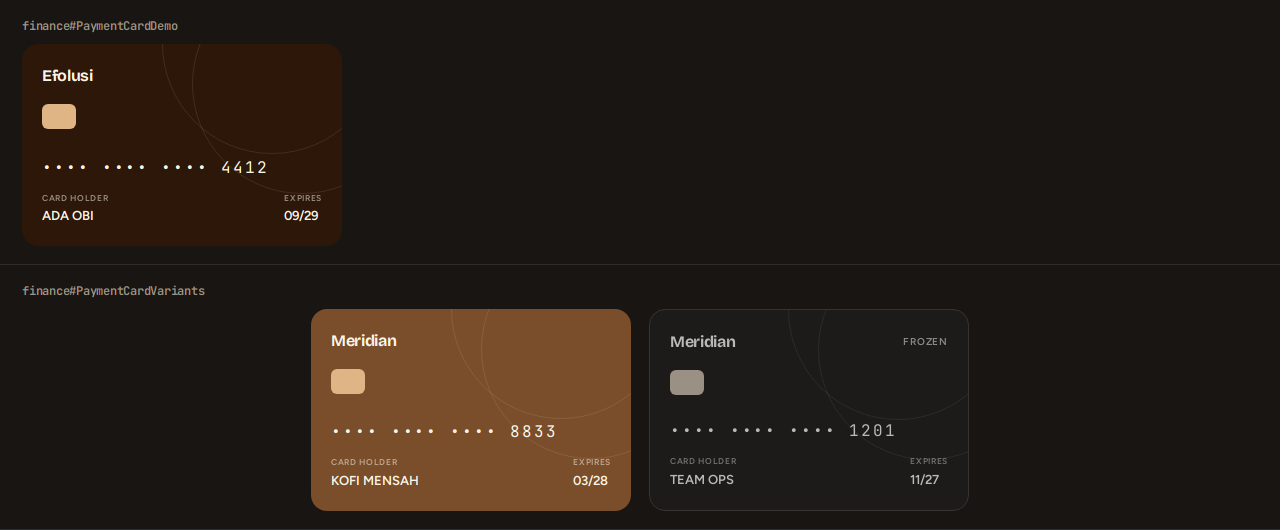 finance#PaymentCardDemo
Efolusi
•••• •••• •••• 4412
CARD HOLDER EXPIRES
ADA OBI 09/29
finance#PaymentCardVariants
Meridian
•••• •••• •••• 8833
CARD HOLDER EXPIRES
KOFI MENSAH 03/28
Meridian FROZEN
•••• •••• •••• 1201
CARD HOLDER EXPIRES
TEAM OPS 11/27